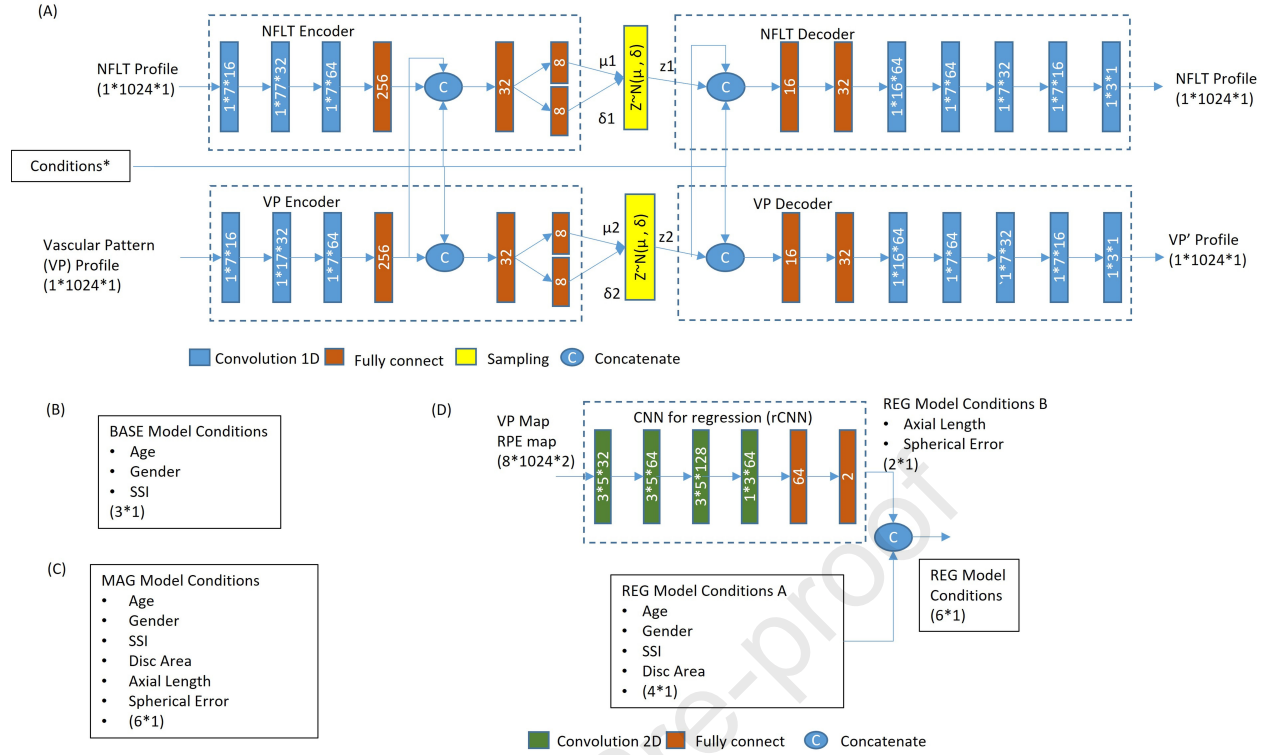 (A)
NFLT Encoder
NFLT Decoder
NFLT Profile
(1*1024*1)
1*7*16
1*77*32
1*7*64
256
C
32
8
8
μ1
δ1
Z~N(μ, δ)
z1
C
16
32
1*16*64
1*7*64
1*7*32
1*7*16
1*3*1
NFLT Profile
(1*1024*1)
Conditions*
VP Encoder
VP Decoder
Vascular Pattern
(VP) Profile
(1*1024*1)
1*7*16
1*17*32
1*7*64
256
C
32
8
8
μ2
δ2
Z~N(μ, δ)
z2
C
16
32
1*16*64
1*7*64
`1*7*32
1*7*16
1*3*1
VP’ Profile
(1*1024*1)
Convolution 1D
Fully connect
Sampling
C
Concatenate
(B)
BASE Model Conditions
• Age
• Gender
• SSI
(3*1)
(C)
MAG Model Conditions
• Age
• Gender
• SSI
• Disc Area
• Axial Length
• Spherical Error
• (6*1)
(D)
CNN for regression (rCNN)
VP Map
RPE map
(8*1024*2)
3*5*32
3*5*64
3*5*128
1*3*64
64
2
REG Model Conditions B
• Axial Length
• Spherical Error
(2*1)
C
REG Model Conditions A
• Age
• Gender
• SSI
• Disc Area
• (4*1)
REG Model
Conditions
(6*1)
Convolution 2D
Fully connect
C
Concatenate
re-proof